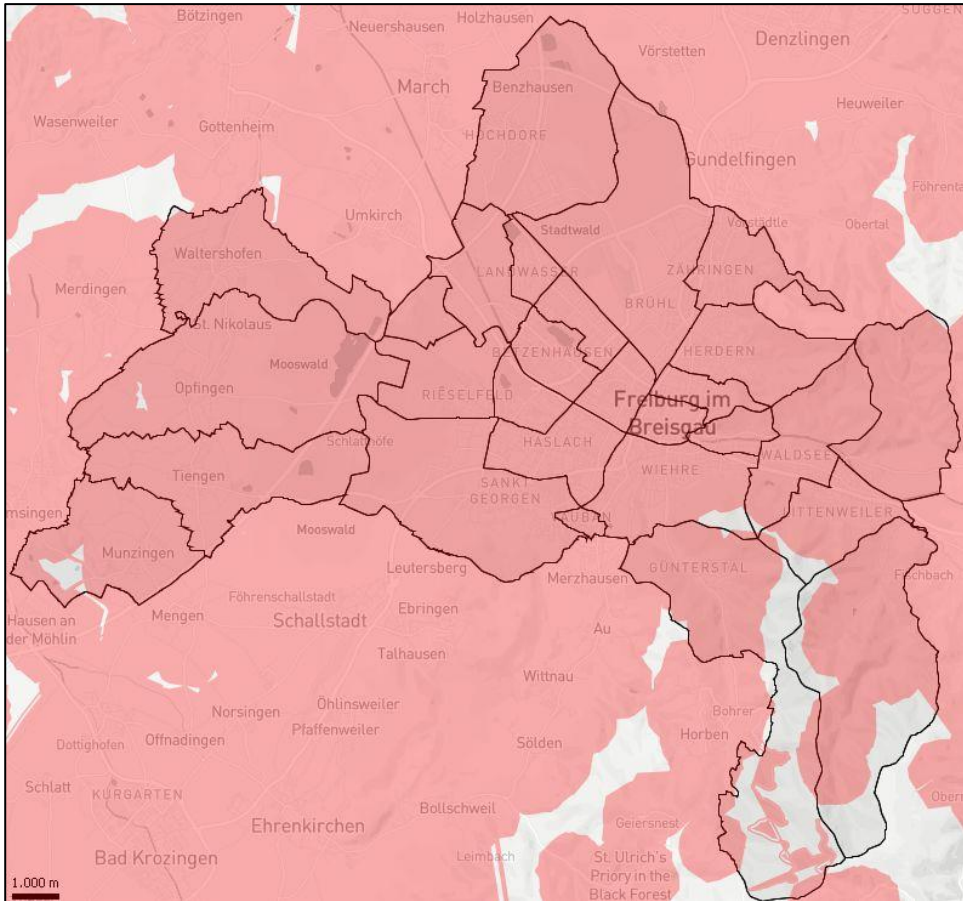 Bötzingen
Holzhausen
Neuershausen
Vörstetten
Denzlingen
March
Benzhausen
Heuweiler
Wasenweiler
Gottenheim
HOCHDORF
Gundelfingen
Umkirch
Vorstädtle
Obertal
Stadtwald
Waltershofen
LANDWASSER
ZÄHRINGEN
Merdingen
BRÜHL
St. Nikolaus
Mooswald
BETZENHAUSEN
HERDERN
Opfingen
RIESELFELD
Freiburg im
Breisgau
Schlatthöfe
HASLACH
WALDSEE
Tiengen
WIEHRE
SANKT
GEORGEN
VAUBAN
LITTENWEILER
Mooswald
Munzingen
Leutersberg
GÜNTERSTAL
Merzhausen
Fischbach
Föhrenschallstadt
Ebringen
Hausen an
der Möhlin
Mengen
Schallstadt
Au
Talhausen
Wittnau
Öhlinsweiler
Norsingen
Bohrer
Pfaffenweiler
Dottighofen
Offnadingen
Sölden
Horben
Schlatt
KURGARTEN
Bollschweil
Ehrenkirchen
Geiersnest
Bad Krozingen
Leimbach
St. Ulrich's
Priory in the
Black Forest
1.000 m